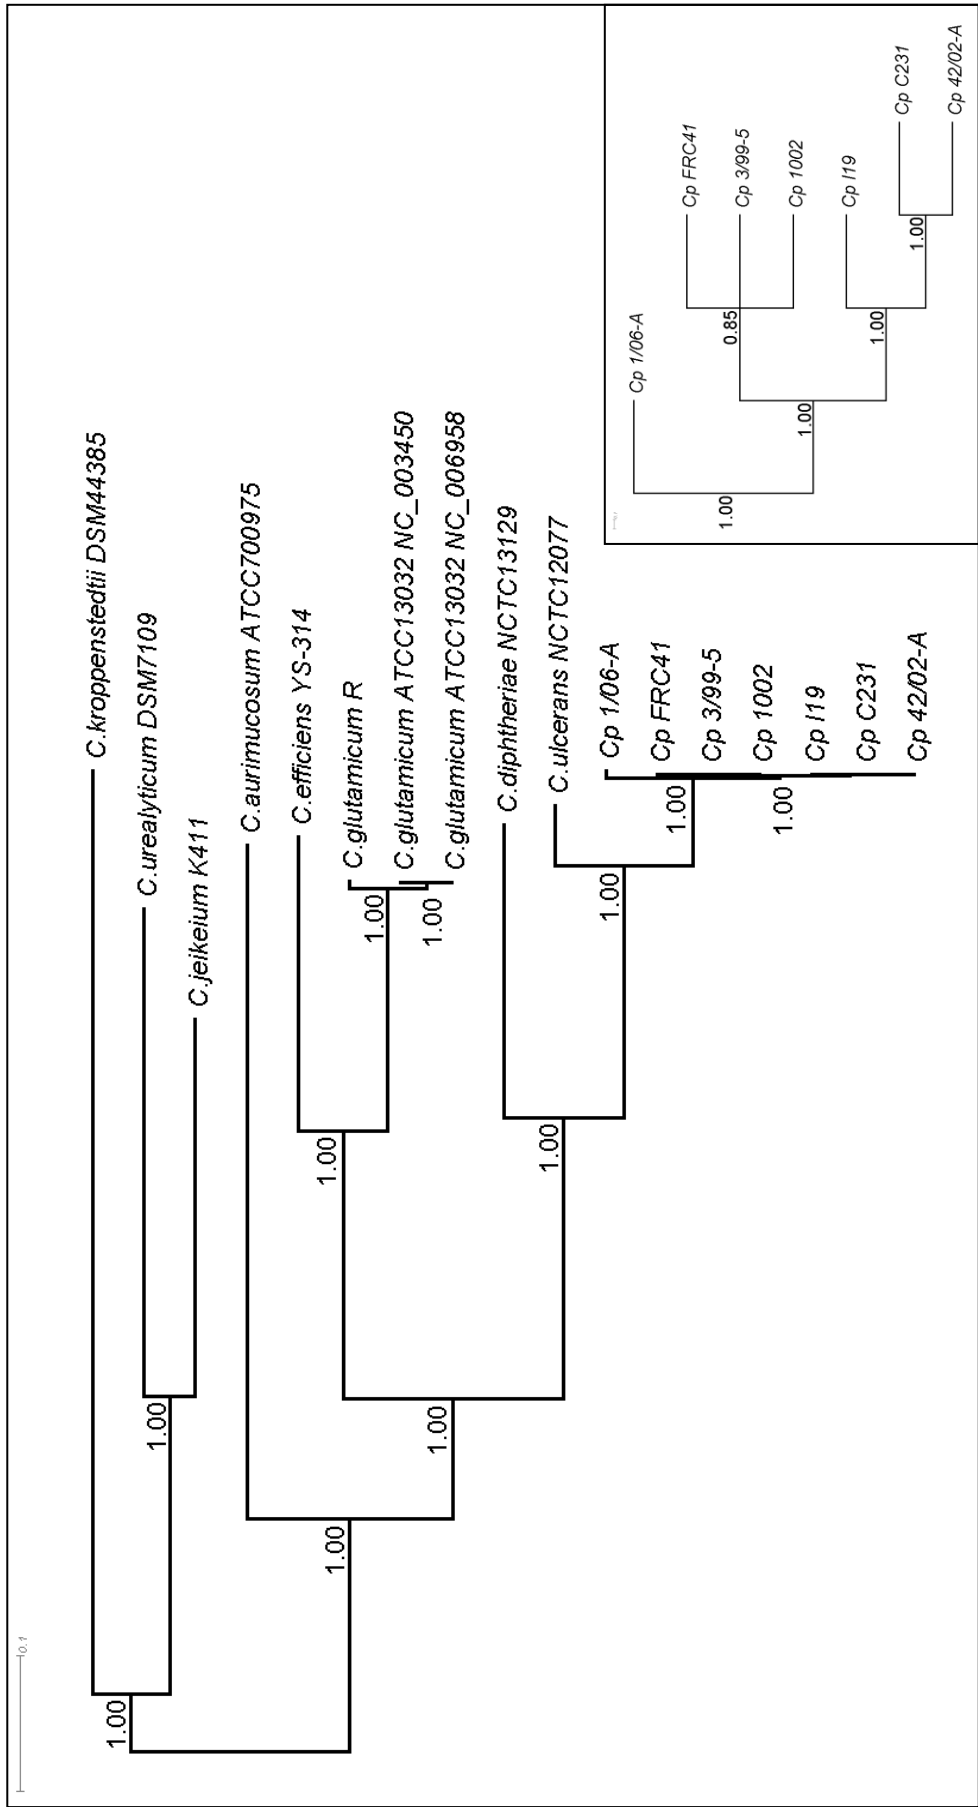 0.1
C.kroppenstedtii DSM44385
1.00
C.urealyticum DSM7109
1.00
C.jeikeium K411
C.aurimucosum ATCC700975
1.00
C.efficiens YS-314
1.00
C.glutamicum R
1.00
C.glutamicum ATCC13032 NC_003450
1.00
C.glutamicum ATCC13032 NC_006958
1.00
C.diphtheriae NCTC13129
1.00
C.ulcerans NCTC12077
1.00
Cp 1/06-A
1.00
Cp FRC41
Cp 3/99-5
Cp 1002
1.00
Cp I19
Cp C231
Cp 42/02-A
Cp 1/06-A
1.00
Cp FRC41
0.85
Cp 3/99-5
Cp 1002
1.00
Cp I19
1.00
Cp C231
1.00
Cp 42/02-A